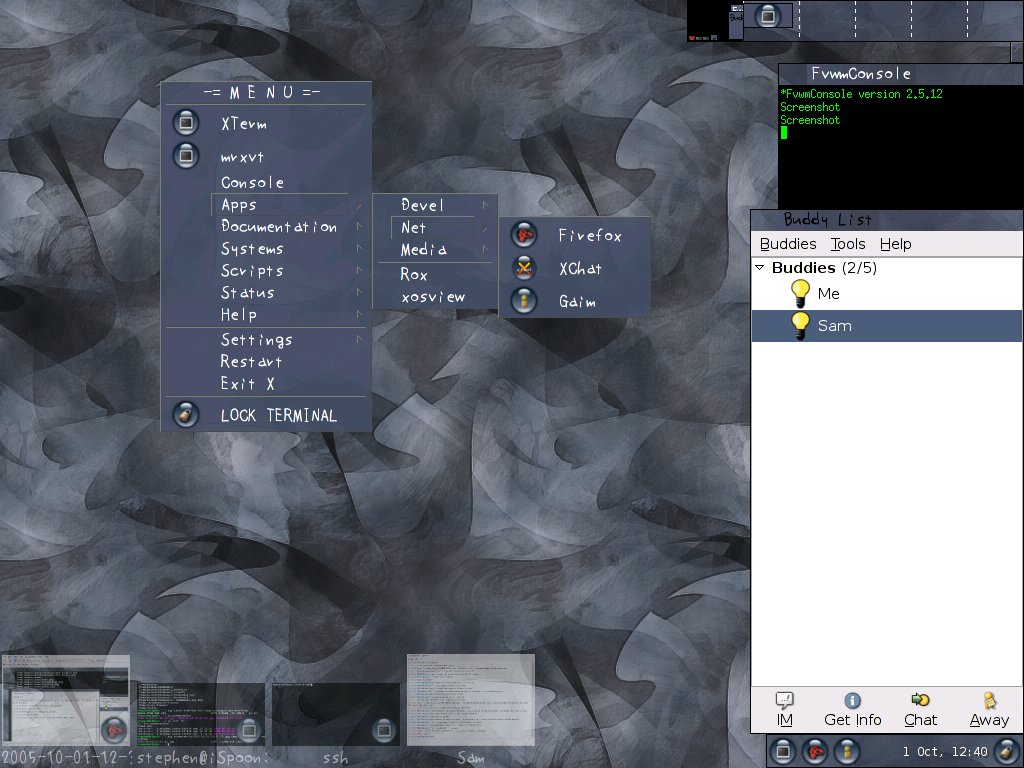 -= M E N U =-
XTerm
mrxvt
Console
Apps
Documentation
Systems
Scripts
Status
Help
Settings
Restart
Exit X
LOCK TERMINAL
Devel
Net
Media
Rox
xosview
Firefox
XChat
Gaim
FvwmConsole
*FvwmConsole version 2.5.12
Screenshot
Screenshot
Buddy List
Buddies Tools Help
Buddies (2/5)
Me
Sam
IM Get Info Chat Away
1 Oct, 12:40
2005-10-01-12-
stephen@iSpoon:
ssh
Sam